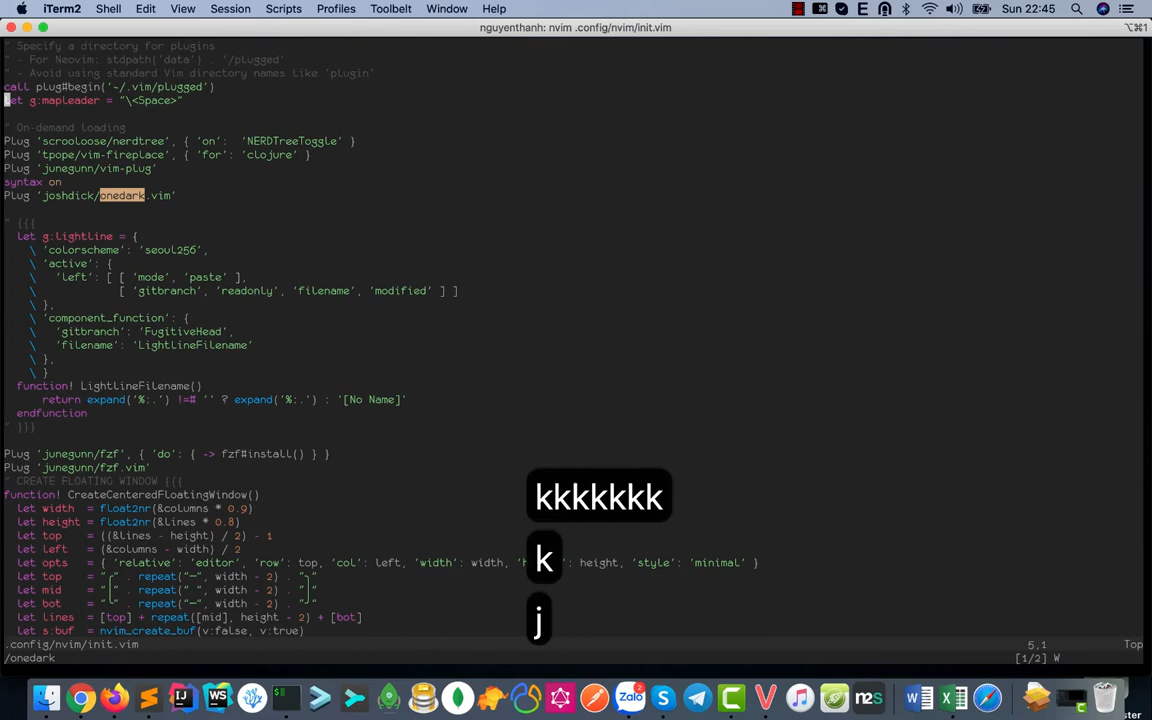 iTerm2 Shell Edit View Session Scripts Profiles Toolbelt Window Help Sun 22:45
nguyenthanh: nvim .config/nvim/init.vim ⌥⌘1
" Specify a directory for plugins
" - For Neovim: stdpath('data') . '/plugged'
" - Avoid using standard Vim directory names like 'plugin'
call plug#begin('~/.vim/plugged')
let g:mapleader = "\<Space>"
" On-demand loading
Plug 'scrooloose/nerdtree', { 'on':  'NERDTreeToggle' }
Plug 'tpope/vim-fireplace', { 'for': 'clojure' }
Plug 'junegunn/vim-plug'
syntax on
Plug 'joshdick/onedark.vim'
" {{{
let g:lightline = {
\ 'colorscheme': 'seoul256',
\ 'active': {
\   'left': [ [ 'mode', 'paste' ],
\             [ 'gitbranch', 'readonly', 'filename', 'modified' ] ]
\ },
\ 'component_function': {
\   'gitbranch': 'FugitiveHead',
\   'filename': 'LightlineFilename'
\ },
\ }
function! LightlineFilename()
return expand('%:.') !=# '' ? expand('%:.') : '[No Name]'
endfunction
" }}}
Plug 'junegunn/fzf', { 'do': { -> fzf#install() } }
Plug 'junegunn/fzf.vim'
" CREATE FLOATING WINDOW {{{
function! CreateCenteredFloatingWindow()
let width  = float2nr(&columns * 0.9)
let height = float2nr(&lines * 0.8)
let top    = ((&lines - height) / 2) - 1
let left   = (&columns - width) / 2
let opts   = { 'relative': 'editor', 'row': top, 'col': left, 'width': width, 'h height, 'style': 'minimal' }
let top    = "╭" . repeat("─", width - 2) . "╮"
let mid    = "│" . repeat(" ", width - 2) . "│"
let bot    = "╰" . repeat("─", width - 2) . "╯"
let lines  = [top] + repeat([mid], height - 2) + [bot]
let s:buf  = nvim_create_buf(v:false, v:true)
kkkkkkk
k
j
.config/nvim/init.vim 5,1 Top
/onedark [1/2] W